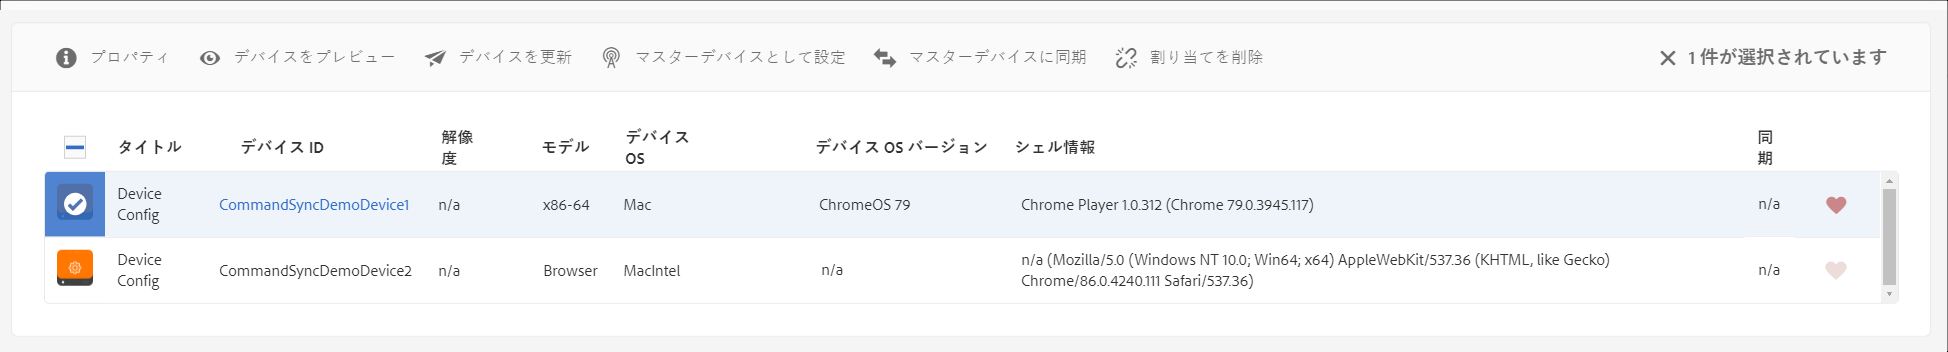 プロパティ デバイスをプレビュー デバイスを更新 マスターデバイスとして設定 マスターデバイスに同期 割り当てを削除 1 件が選択されています
タイトル デバイス ID 解像度 モデル デバイス OS デバイス OS バージョン シェル情報 同期
Device Config CommandSyncDemoDevice1 n/a x86-64 Mac ChromeOS 79 Chrome Player 1.0.312 (Chrome 79.0.3945.117) n/a
Device Config CommandSyncDemoDevice2 n/a Browser MacIntel n/a n/a (Mozilla/5.0 (Windows NT 10.0; Win64; x64) AppleWebKit/537.36 (KHTML, like Gecko) Chrome/86.0.4240.111 Safari/537.36) n/a